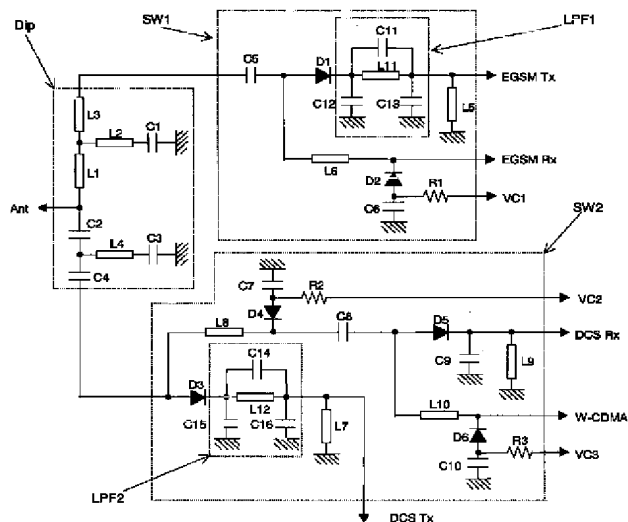 SW1
LPF1
Dip
C5
D1
C11
L11
EGSM Tx
C12
C13
L5
L3
L2
C1
L1
L6
EGSM Rx
D2
R1
VC1
C6
Ant
C2
L4
C3
C4
SW2
C7
R2
VC2
D4
L8
C8
D5
DCS Rx
C9
L9
C14
D3
L12
C15
C16
L7
L10
W-CDMA
D6
R3
VC3
C10
LPF2
DCS Tx